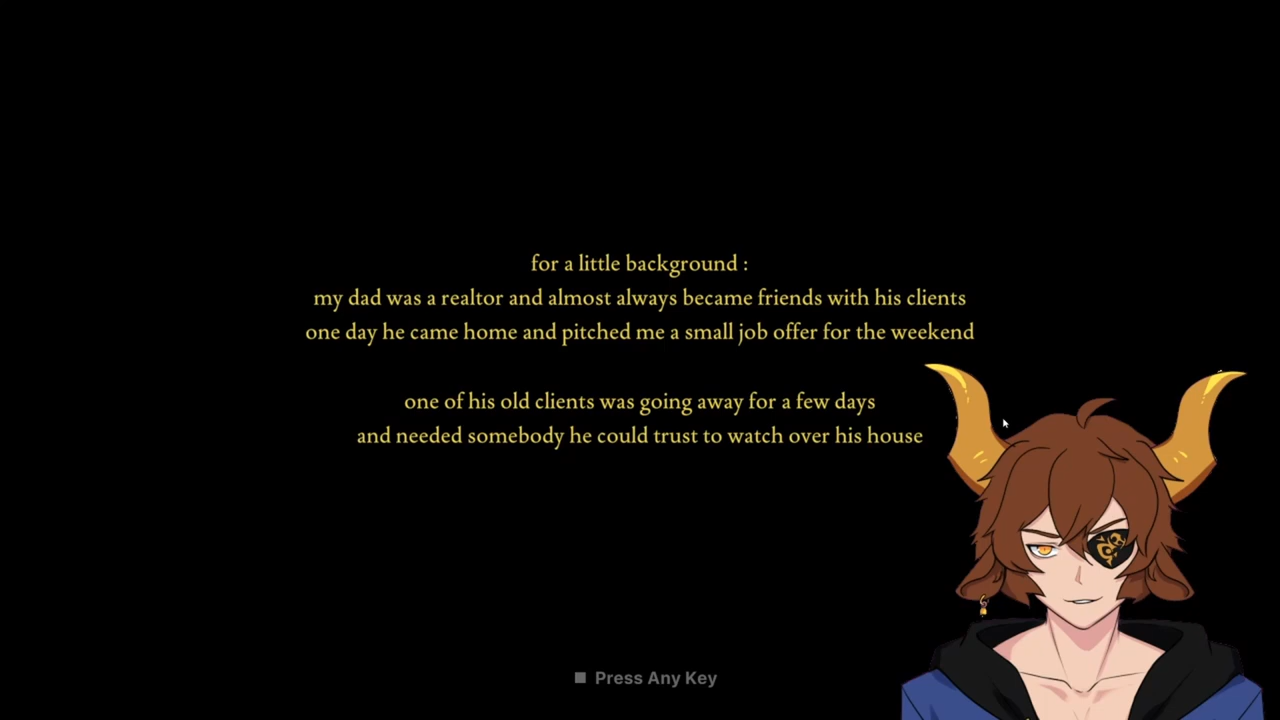 for a little background :
my dad was a realtor and almost always became friends with his clients
one day he came home and pitched me a small job offer for the weekend
one of his old clients was going away for a few days
and needed somebody he could trust to watch over his house
Press Any Key